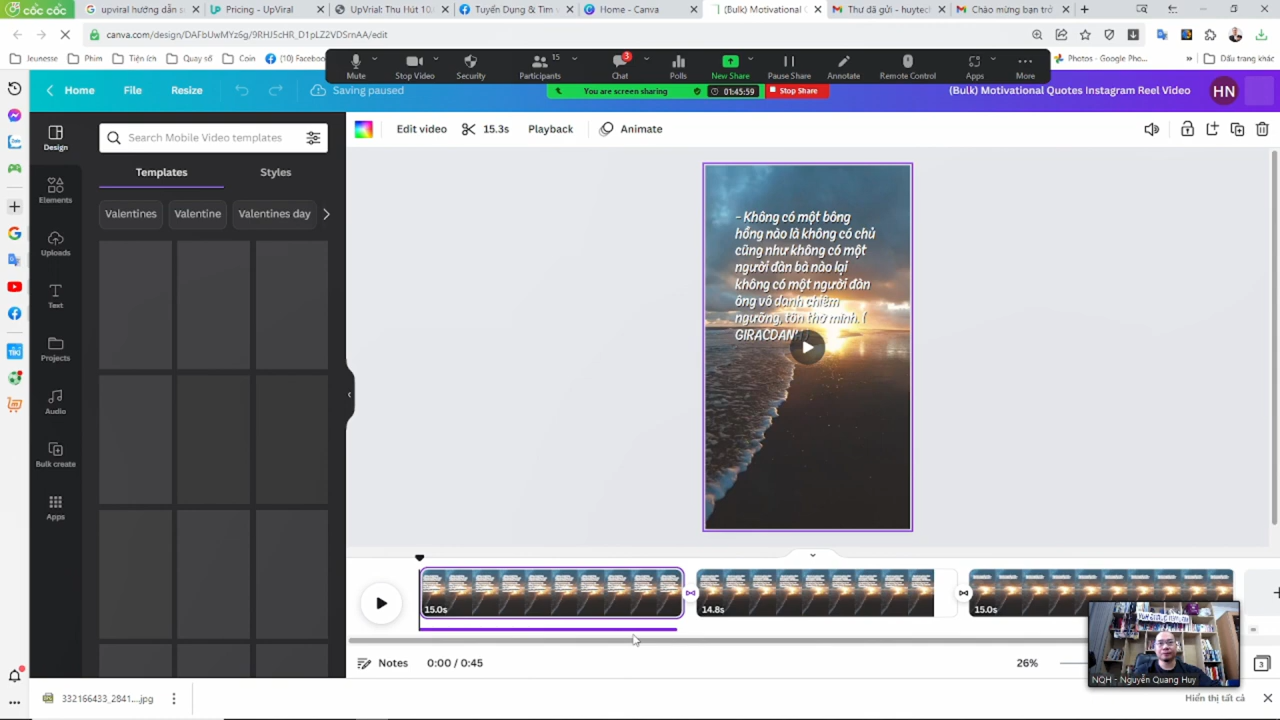 cốc cốc
upviral hướng dẫn s
Pricing - UpViral
UpVrial: Thu Hút 10
Tuyển Dụng & Tìm v
Home - Canva
(Bulk) Motivational
Thư đã gửi - huytech
Chào mừng bạn trở
canva.com/design/DAFbUwMYz6g/9RHJ5cHR_D1pLZ2VDSrnAA/edit
Jeunesse
Phim
Tiện ích
Quay số
Coin
(10) Faceboo
Photos - Google Pho...
Dấu trang khác
Mute
Stop Video
Security
15
Participants
3
Chat
Polls
New Share
Pause Share
Annotate
Remote Control
Apps
More
You are screen sharing
01:45:59
Stop Share
Home
File
Resize
Saving paused
(Bulk) Motivational Quotes Instagram Reel Video
HN
Design
Elements
Uploads
Text
Projects
Audio
Bulk create
Apps
Search Mobile Video templates
Templates
Styles
Valentines
Valentine
Valentines day
Edit video
15.3s
Playback
Animate
- Không có một bông
hồng nào là không có chủ
cũng như không có một
người đàn bà nào lại
không có một người đàn
ông vô danh chiêm
ngưỡng, tôn thờ mình. (
GIRACDAN
15.0s
14.8s
15.0s
Notes
0:00 / 0:45
26%
3
NQH - Nguyễn Quang Huy
332166433_2841....jpg
Hiển thị tất cả